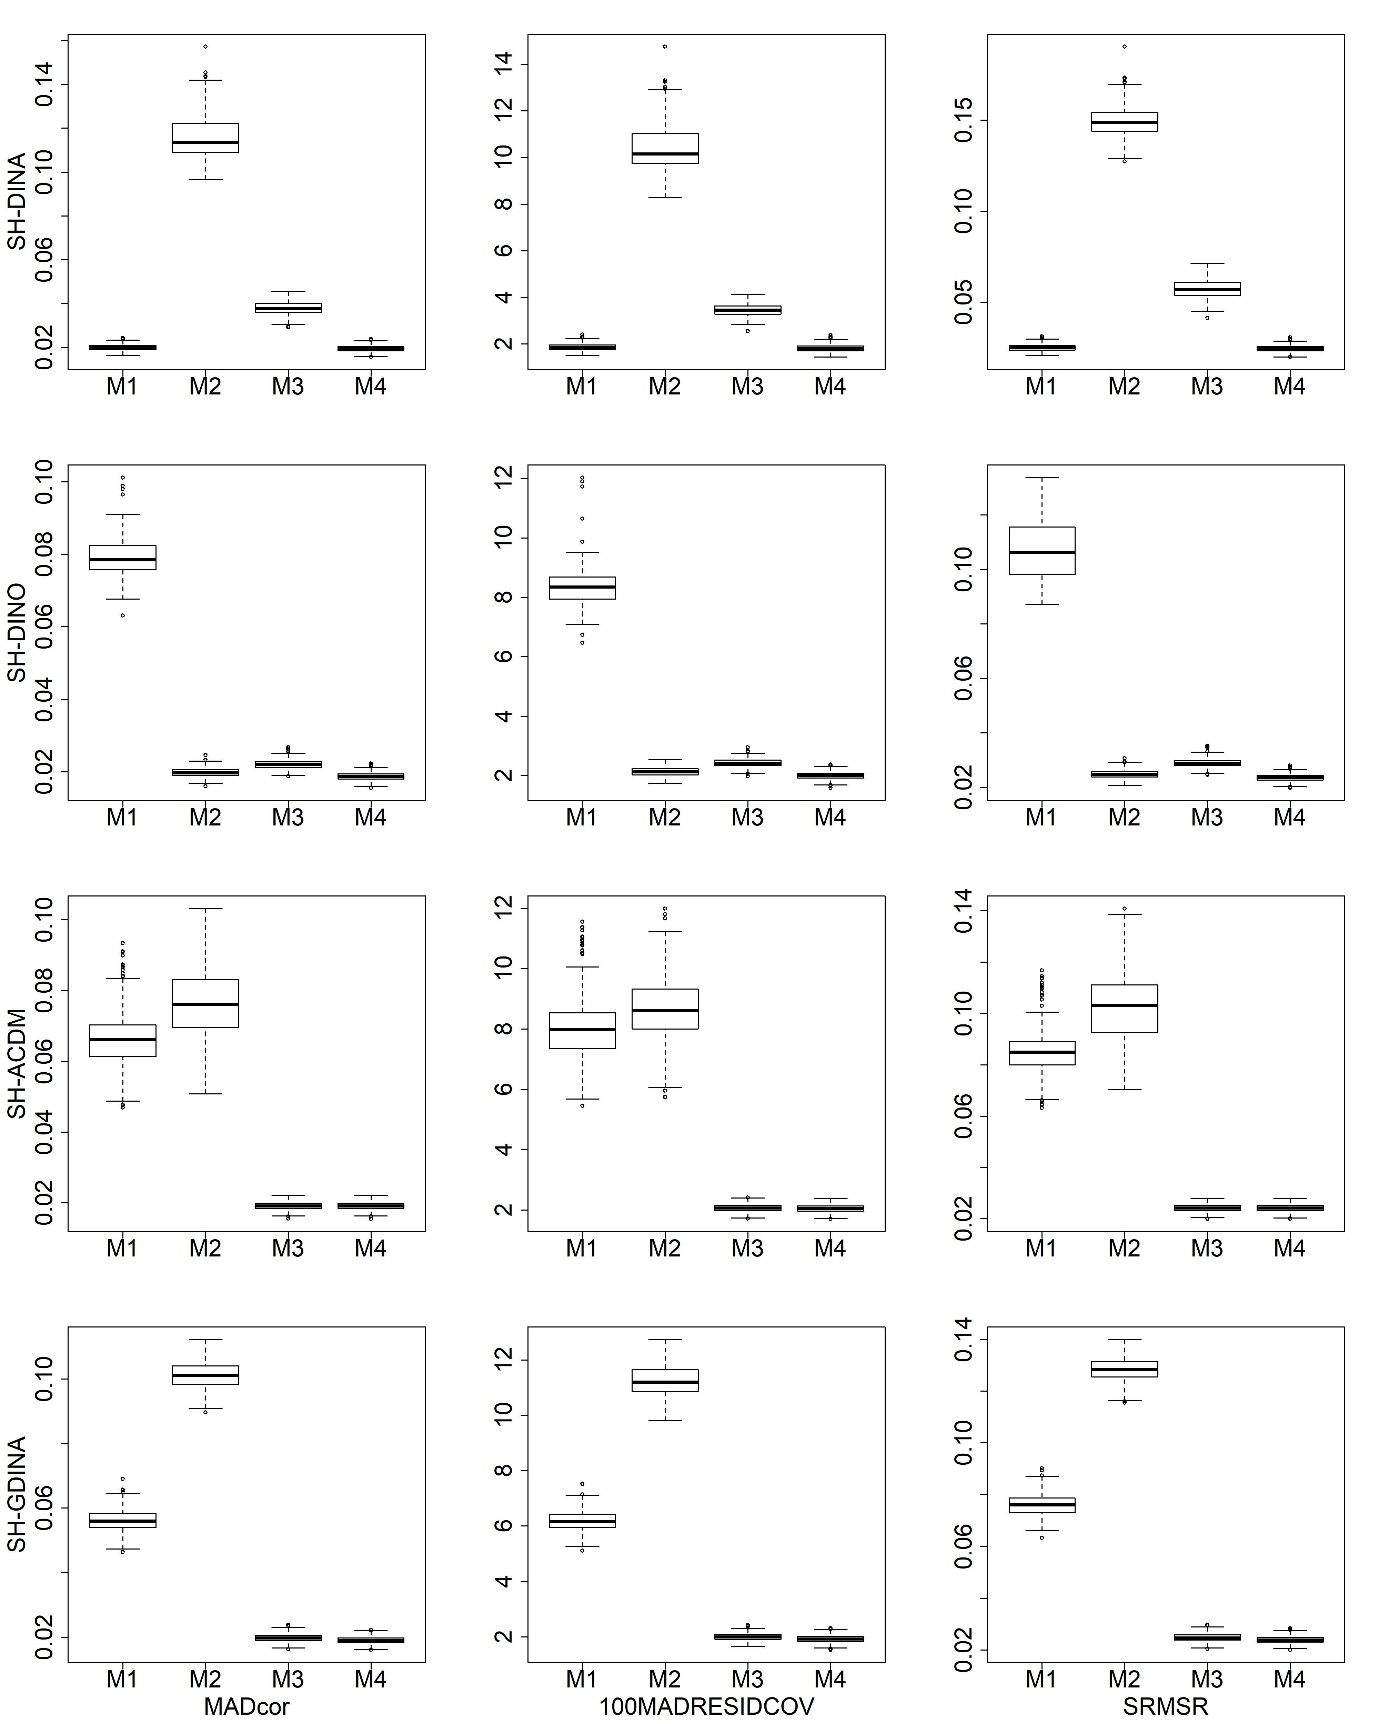 SH-DINA
0.02 0.06 0.10 0.14
M1 M2 M3 M4
2 4 6 8 10 12 14
M1 M2 M3 M4
0.05 0.10 0.15
M1 M2 M3 M4
SH-DINO
0.02 0.04 0.06 0.08 0.10
M1 M2 M3 M4
2 4 6 8 10 12
M1 M2 M3 M4
0.02 0.06 0.10
M1 M2 M3 M4
SH-ACDM
0.02 0.04 0.06 0.08 0.10
M1 M2 M3 M4
2 4 6 8 10 12
M1 M2 M3 M4
0.02 0.06 0.10 0.14
M1 M2 M3 M4
SH-GDINA
0.02 0.06 0.10
M1 M2 M3 M4
MADcor
2 4 6 8 10 12
M1 M2 M3 M4
100MADRESIDCOV
0.02 0.06 0.10 0.14
M1 M2 M3 M4
SRMSR